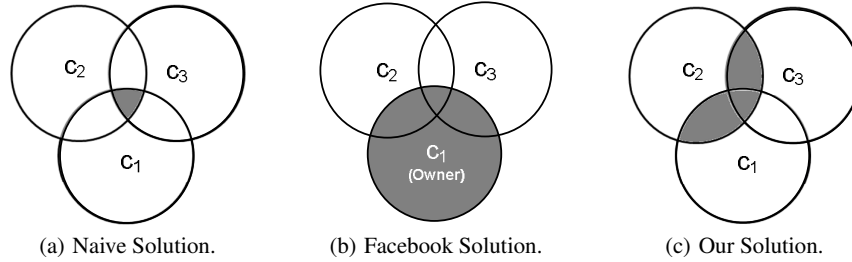 C2 C3 C2 C3 C2 C3
C1 C1 C1
(Owner)
(a) Naive Solution. (b) Facebook Solution. (c) Our Solution.